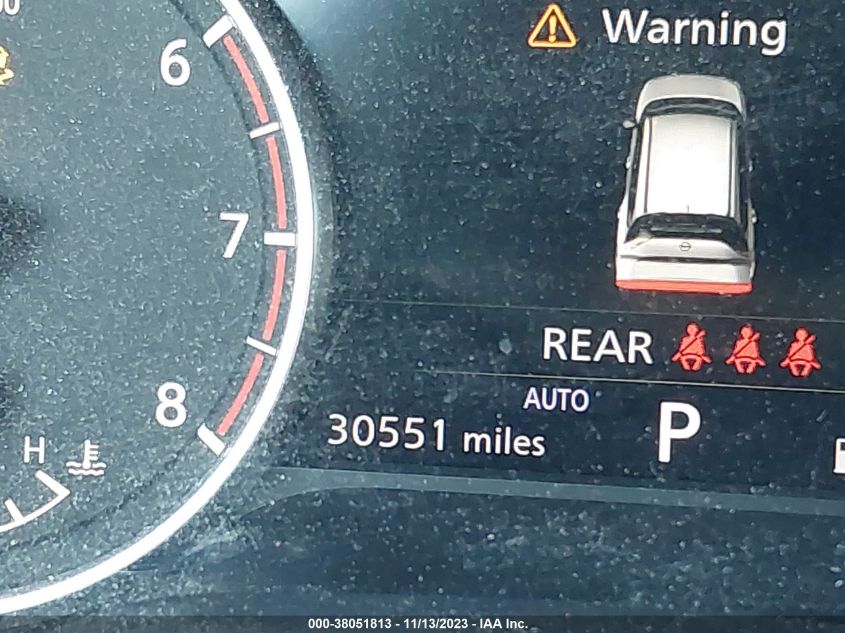 Warning
6
7
8
H
REAR
AUTO
30551 miles
P
000-38051813 - 11/13/2023 - IAA Inc.